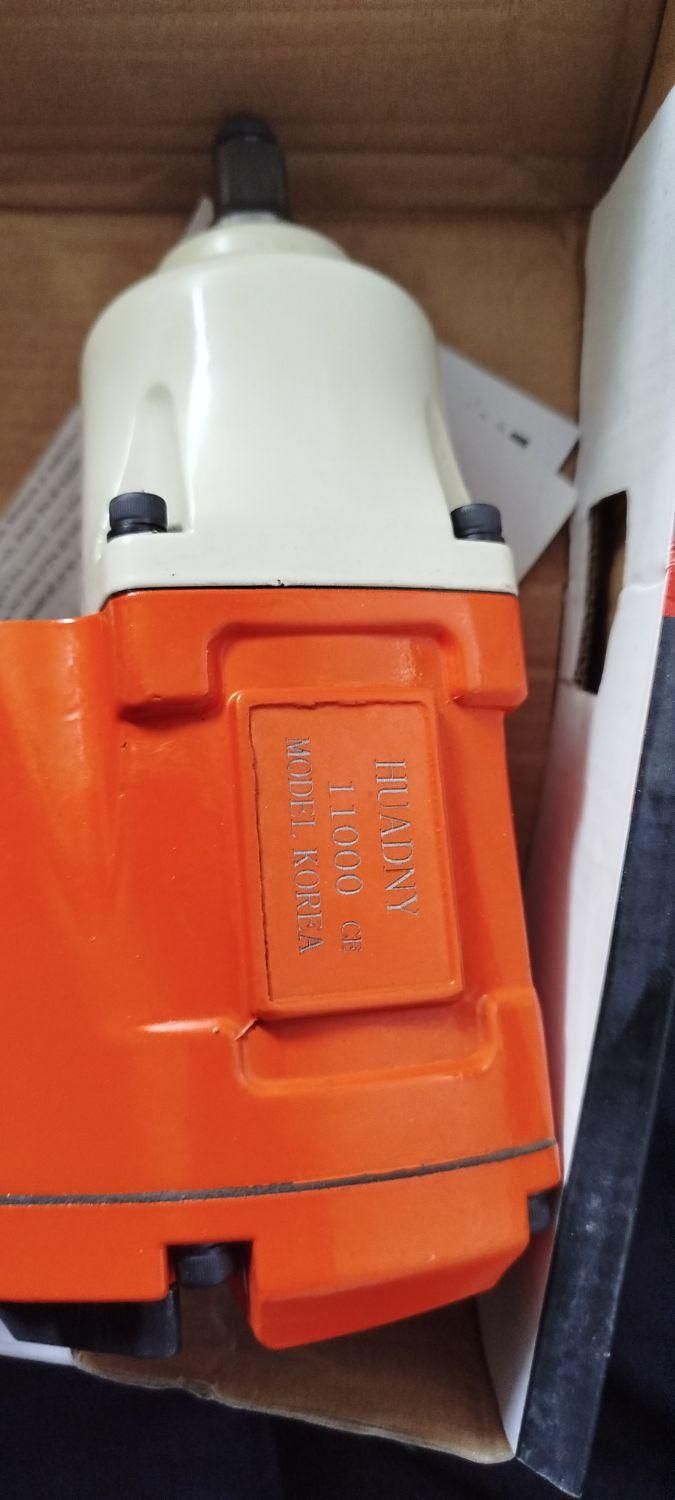 HUADNY
11000 CE
MODEL KOREA